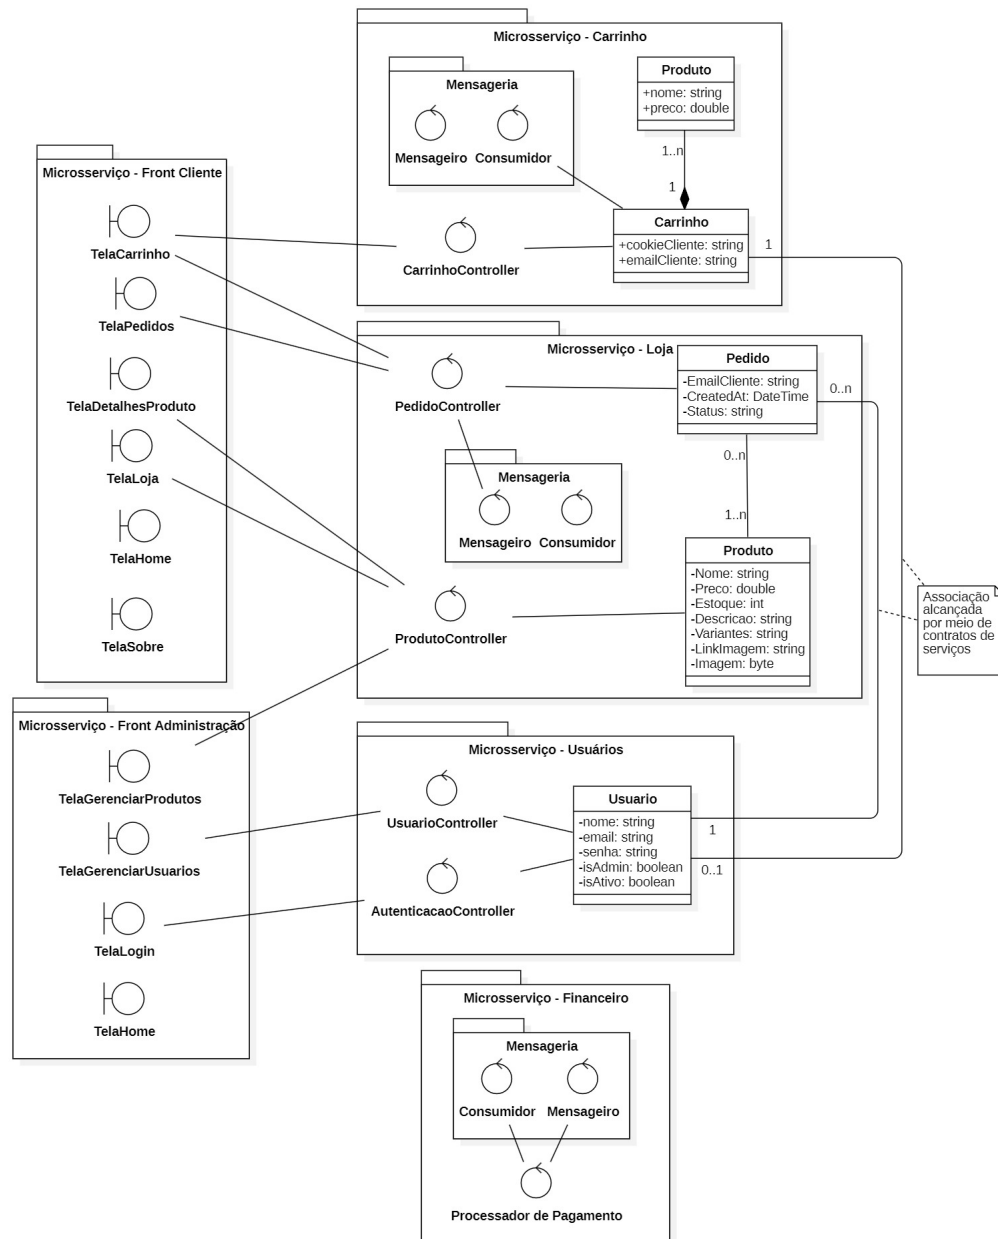 Microsserviço - Carrinho
Mensageria
Mensageiro
Consumidor
Produto
+nome: string
+preco: double
1..n
1
Carrinho
+cookieCliente: string
+emailCliente: string
1
CarrinhoController
Microsserviço - Front Cliente
TelaCarrinho
TelaPedidos
TelaDetalhesProduto
TelaLoja
TelaHome
TelaSobre
Microsserviço - Loja
PedidoController
Pedido
-EmailCliente: string
-CreatedAt: DateTime
-Status: string
0..n
0..n
1..n
Mensageria
Mensageiro
Consumidor
ProdutoController
Produto
-Nome: string
-Preco: double
-Estoque: int
-Descricao: string
-Variantes: string
-LinkImagem: string
-Imagem: byte
Associação
alcançada
por meio de
contratos de
serviços
Microsserviço - Front Administração
TelaGerenciarProdutos
TelaGerenciarUsuarios
TelaLogin
TelaHome
Microsserviço - Usuários
UsuarioController
AutenticacaoController
Usuario
-nome: string
-email: string
-senha: string
-isAdmin: boolean
-isAtivo: boolean
1
0..1
Microsserviço - Financeiro
Mensageria
Consumidor
Mensageiro
Processador de Pagamento